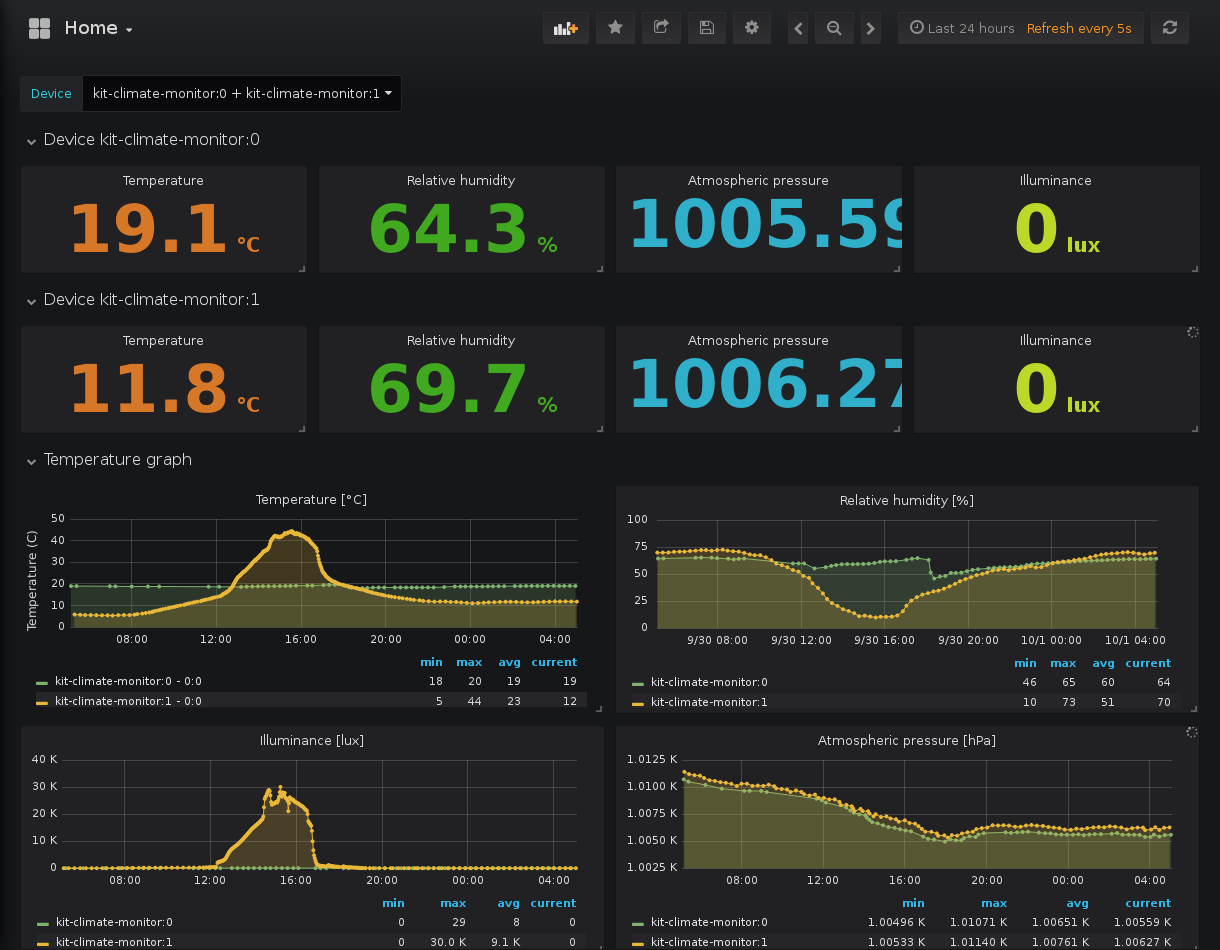 Home
Last 24 hours Refresh every 5s
Device kit-climate-monitor:0 + kit-climate-monitor:1
Device kit-climate-monitor:0
Temperature Relative humidity Atmospheric pressure Illuminance
19.1 °C 64.3 % 1005.59 0 lux
Device kit-climate-monitor:1
Temperature Relative humidity Atmospheric pressure Illuminance
11.8 °C 69.7 % 1006.27 0 lux
Temperature graph
Temperature [°C]
Temperature (C)
50
40
30
20
10
0
08:00 12:00 16:00 20:00 00:00 04:00
min max avg current
kit-climate-monitor:0 - 0:0 18 20 19 19
kit-climate-monitor:1 - 0:0 5 44 23 12
Relative humidity [%]
100
75
50
25
0
9/30 08:00 9/30 12:00 9/30 16:00 9/30 20:00 10/1 00:00 10/1 04:00
min max avg current
kit-climate-monitor:0 46 65 60 64
kit-climate-monitor:1 10 73 51 70
Illuminance [lux]
40 K
30 K
20 K
10 K
0
08:00 12:00 16:00 20:00 00:00 04:00
min max avg current
kit-climate-monitor:0 0 29 8 0
kit-climate-monitor:1 0 30.0 K 9.1 K 0
Atmospheric pressure [hPa]
1.0125 K
1.0100 K
1.0075 K
1.0050 K
1.0025 K
08:00 12:00 16:00 20:00 00:00 04:00
min max avg current
kit-climate-monitor:0 1.00496 K 1.01071 K 1.00651 K 1.00559 K
kit-climate-monitor:1 1.00533 K 1.01140 K 1.00761 K 1.00627 K